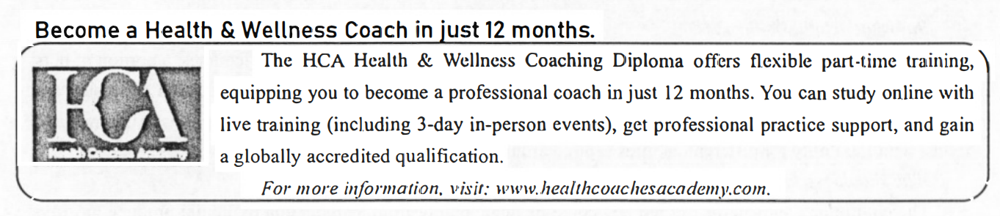 Become a Health & Wellness Coach in just 12 months.
The HCA Health & Wellness Coaching Diploma offers flexible part-time training,
equipping you to become a professional coach in just 12 months. You can study online with
live training (including 3-day in-person events), get professional practice support, and gain
a globally accredited qualification.
HCA
Health Coaches Academy
For more information, visit: www.healthcoachesacademy.com.